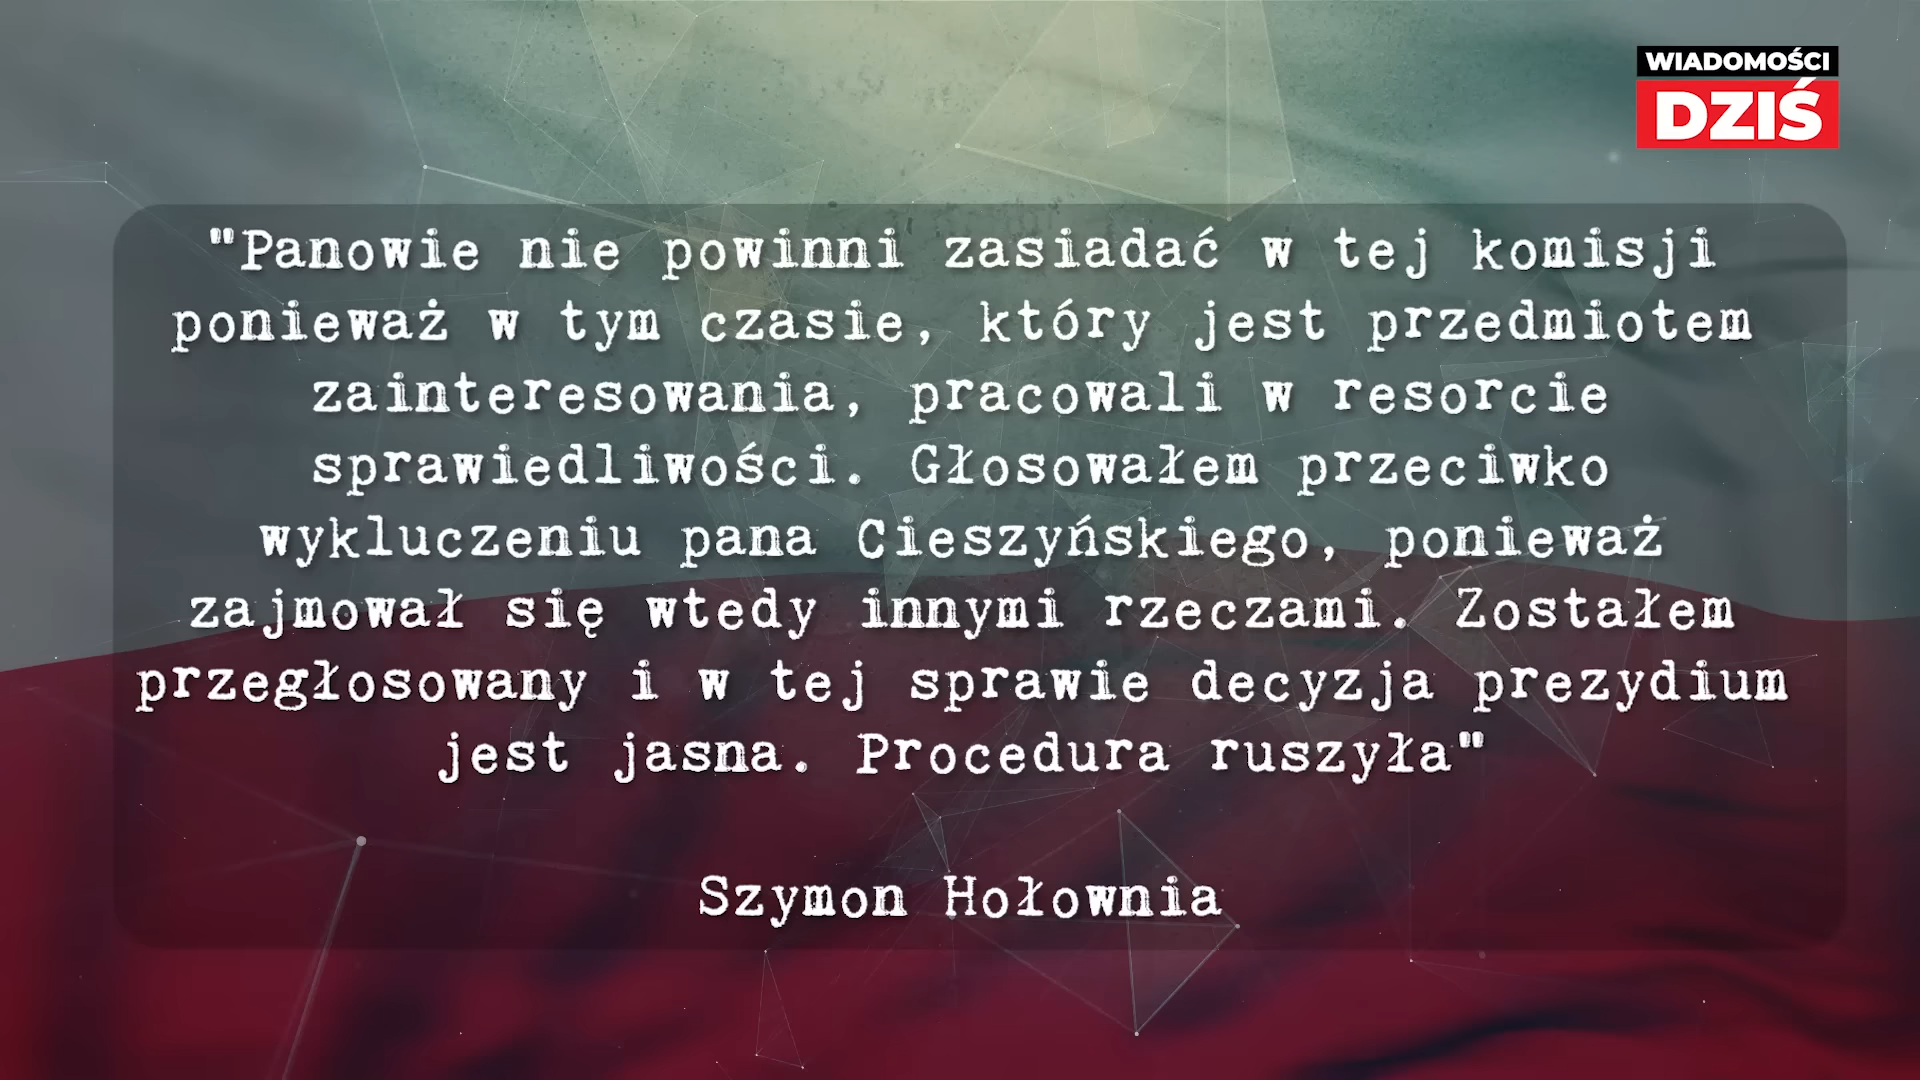 WIADOMOŚCI
DZIŚ
"Panowie nie powinni zasiadać w tej komisji
ponieważ w tym czasie, który jest przedmiotem
zainteresowania, pracowali w resorcie
sprawiedliwości. Głosowałem przeciwko
wykluczeniu pana Cieszyńskiego, ponieważ
zajmował się wtedy innymi rzeczami. Zostałem
przegłosowany i w tej sprawie decyzja prezydium
jest jasna. Procedura ruszyła"
Szymon Hołownia